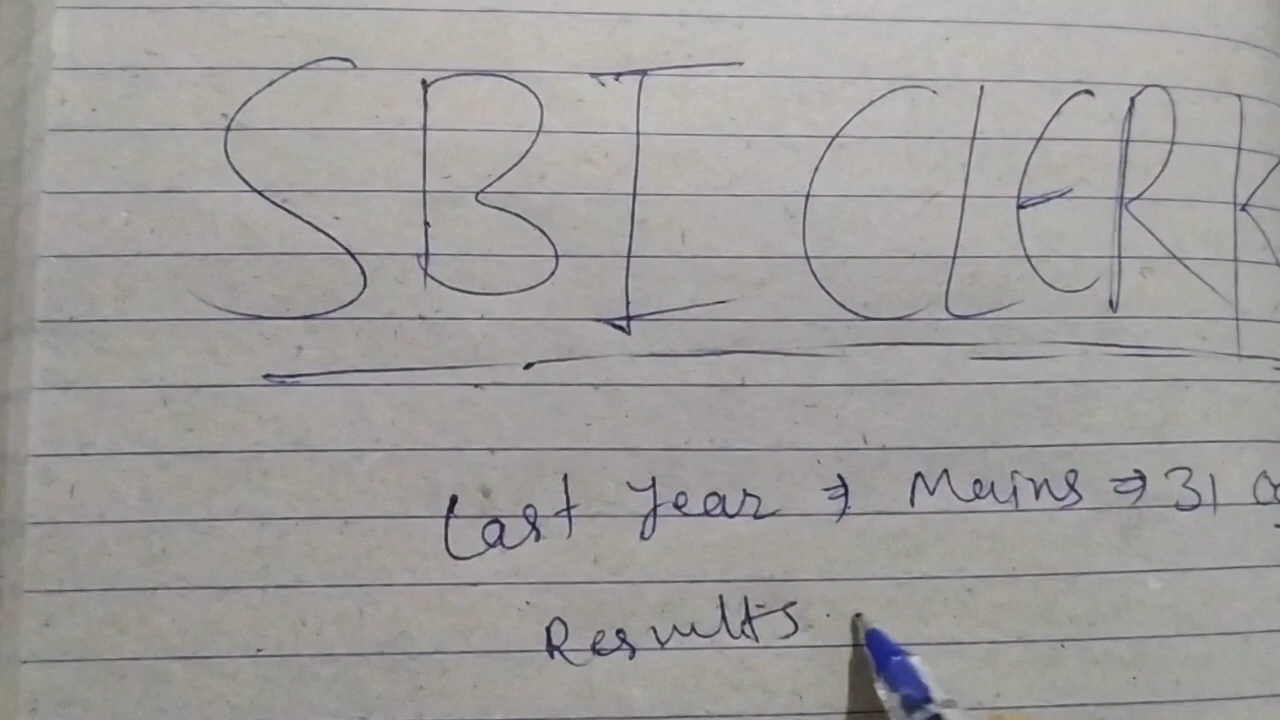 SBI CLERK
Last Year ⇒ Mains ⇒ 31
Results